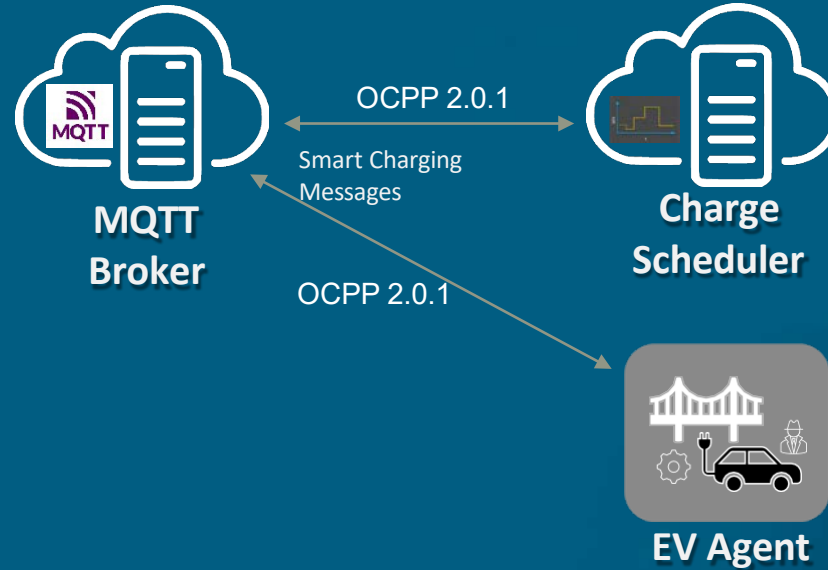 MQTT
OCPP 2.0.1
Smart Charging
Messages
MQTT
Broker
Charge
Scheduler
OCPP 2.0.1
EV Agent